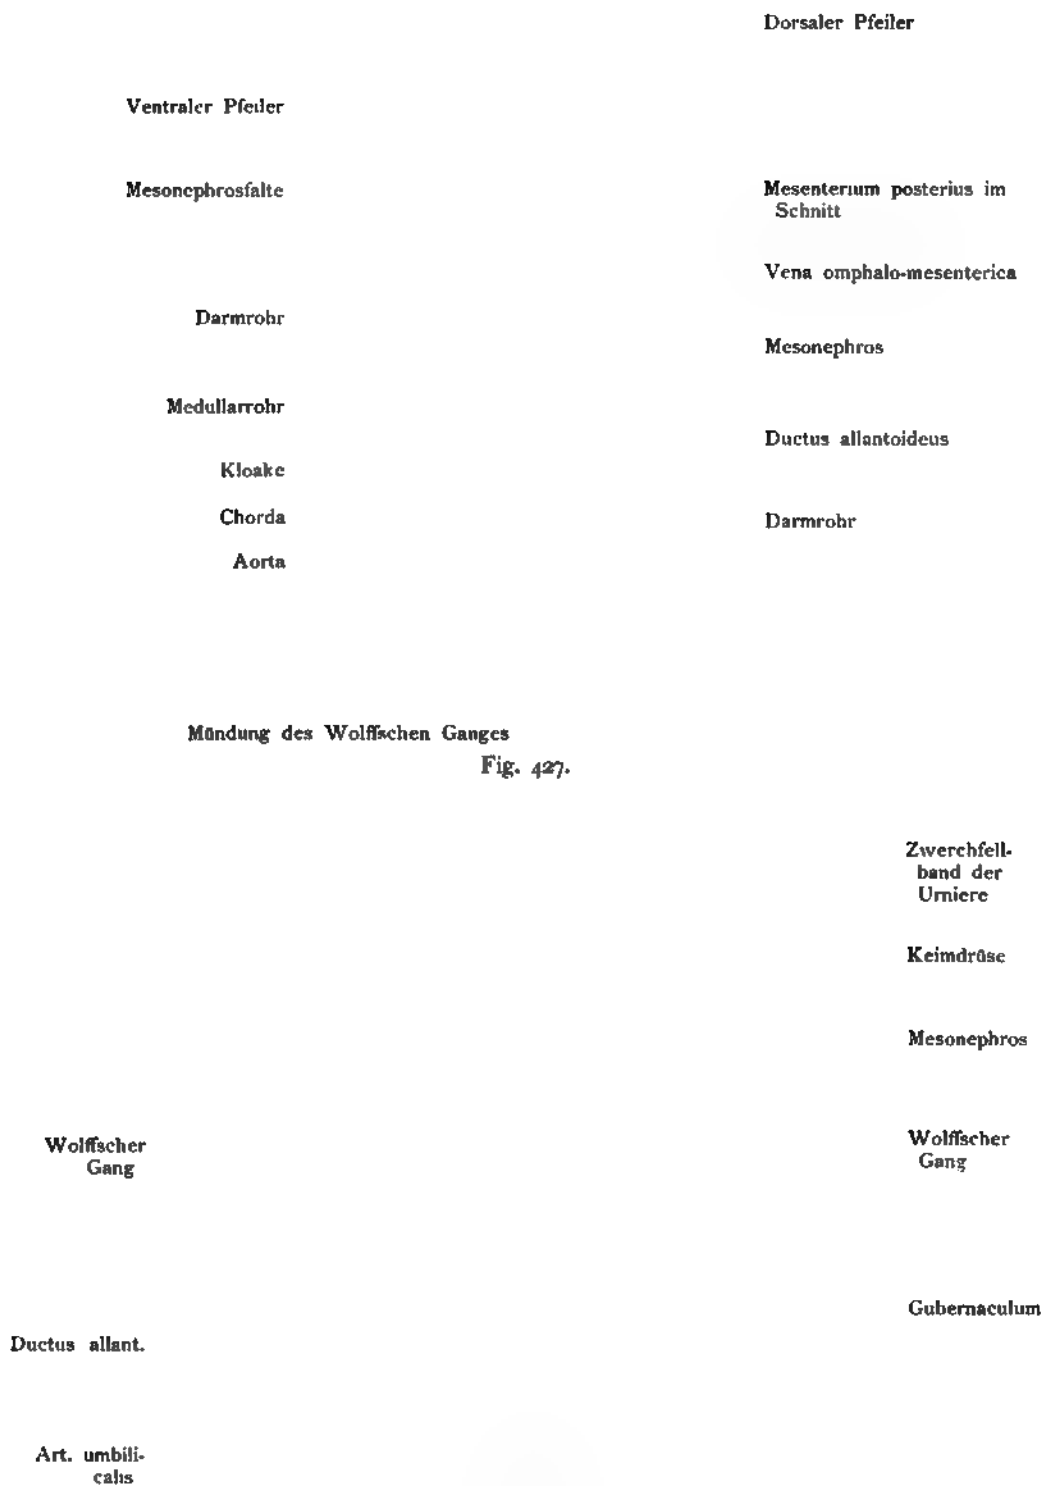 Dorsaler Pfeiler
Ventraler Pfeiler
Mesonephrosfalte
Mesenterium posterius im
Schnitt
Vena omphalo-mesenterica
Darmrohr
Mesonephros
Medullarrohr
Ductus allantoideus
Kloake
Chorda
Darmrohr
Aorta
Mündung des Wolffschen Ganges
Fig. 427.
Zwerchfell-
band der
Urniere
Keimdrüse
Mesonephros
Wolffscher
Gang
Wolffscher
Gang
Gubernaculum
Ductus allant.
Art. umbili-
calis